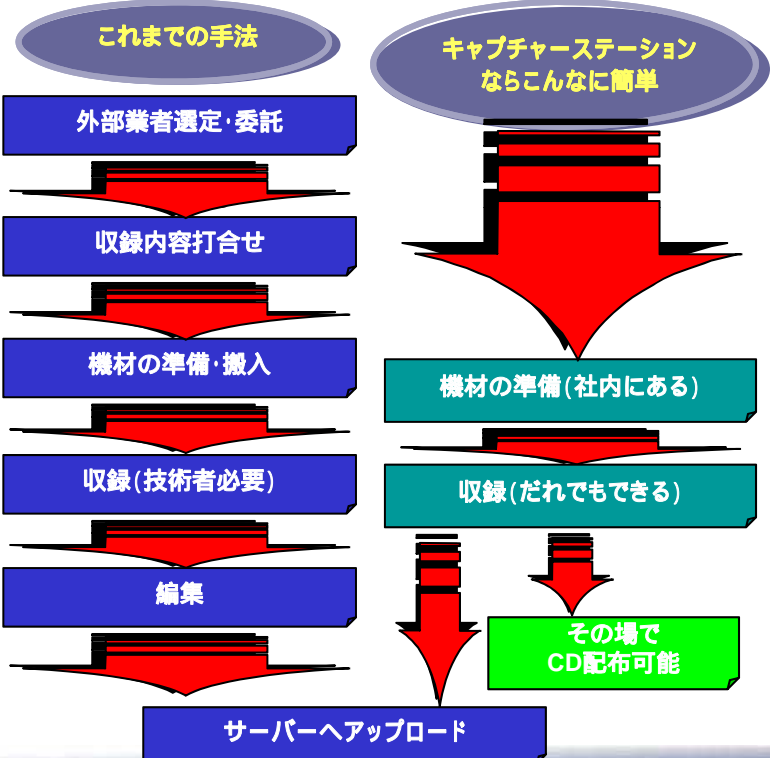 これまでの手法
外部業者選定・委託
収録内容打合せ
機材の準備・搬入
収録(技術者必要)
編集
キャプチャーステーション
ならこんなに簡単
機材の準備(社内にある)
収録(だれでもできる)
その場で
CD配布可能
サーバーへアップロード